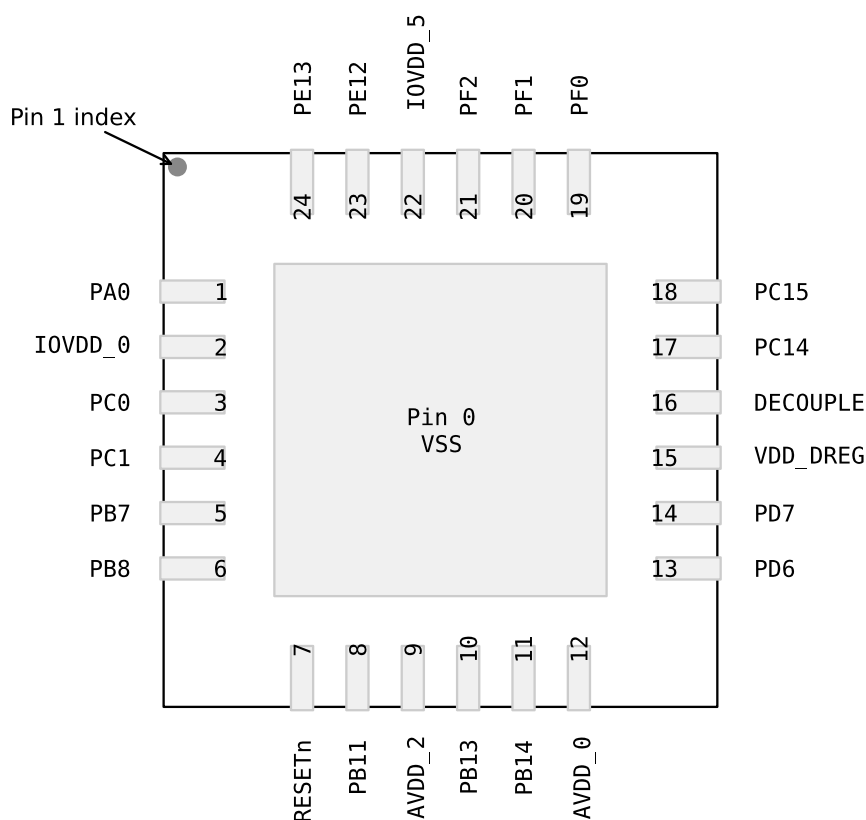 PE13 PE12 IOVDD_5 PF2 PF1 PF0
Pin 1 index
24 23 22 21 20 19
PA0 1 18 PC15
IOVDD_0 2 17 PC14
PC0 3 16 DECOUPLE
Pin 0
VSS
PC1 4 15 VDD_DREG
PB7 5 14 PD7
PB8 6 13 PD6
7 8 9 10 11 12
RESETn PB11 AVDD_2 PB13 PB14 AVDD_0